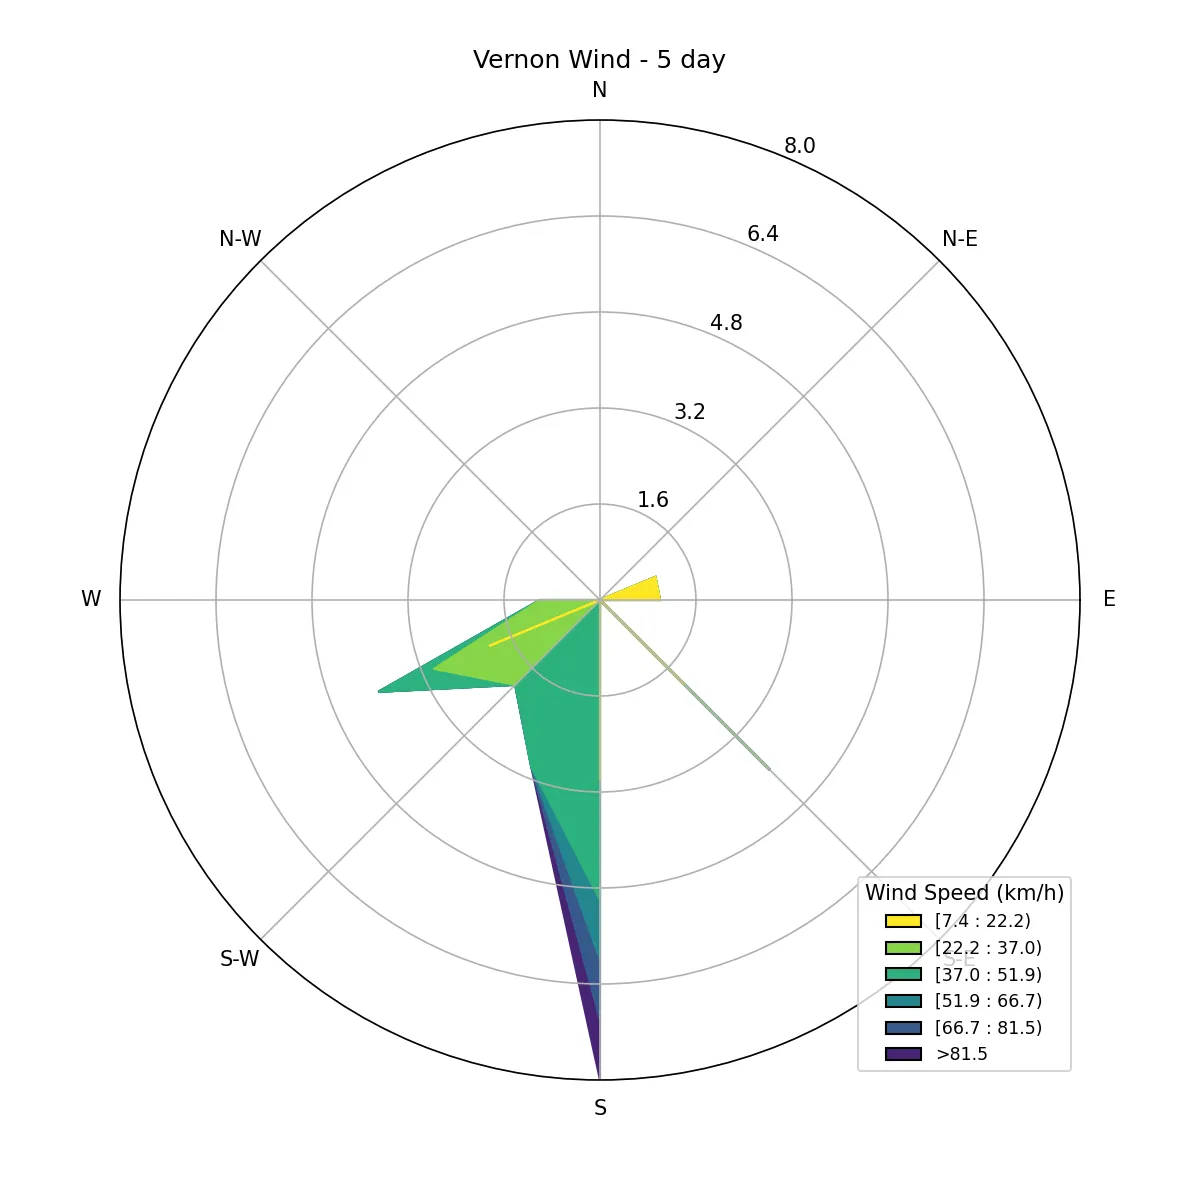 Vernon Wind - 5 day
N
8.0
N-W
6.4
N-E
4.8
3.2
1.6
W
E
Wind Speed (km/h)
[7.4 : 22.2)
[22.2 : 37.0)
S-W
S-E
[37.0 : 51.9)
[51.9 : 66.7)
[66.7 : 81.5)
>81.5
S